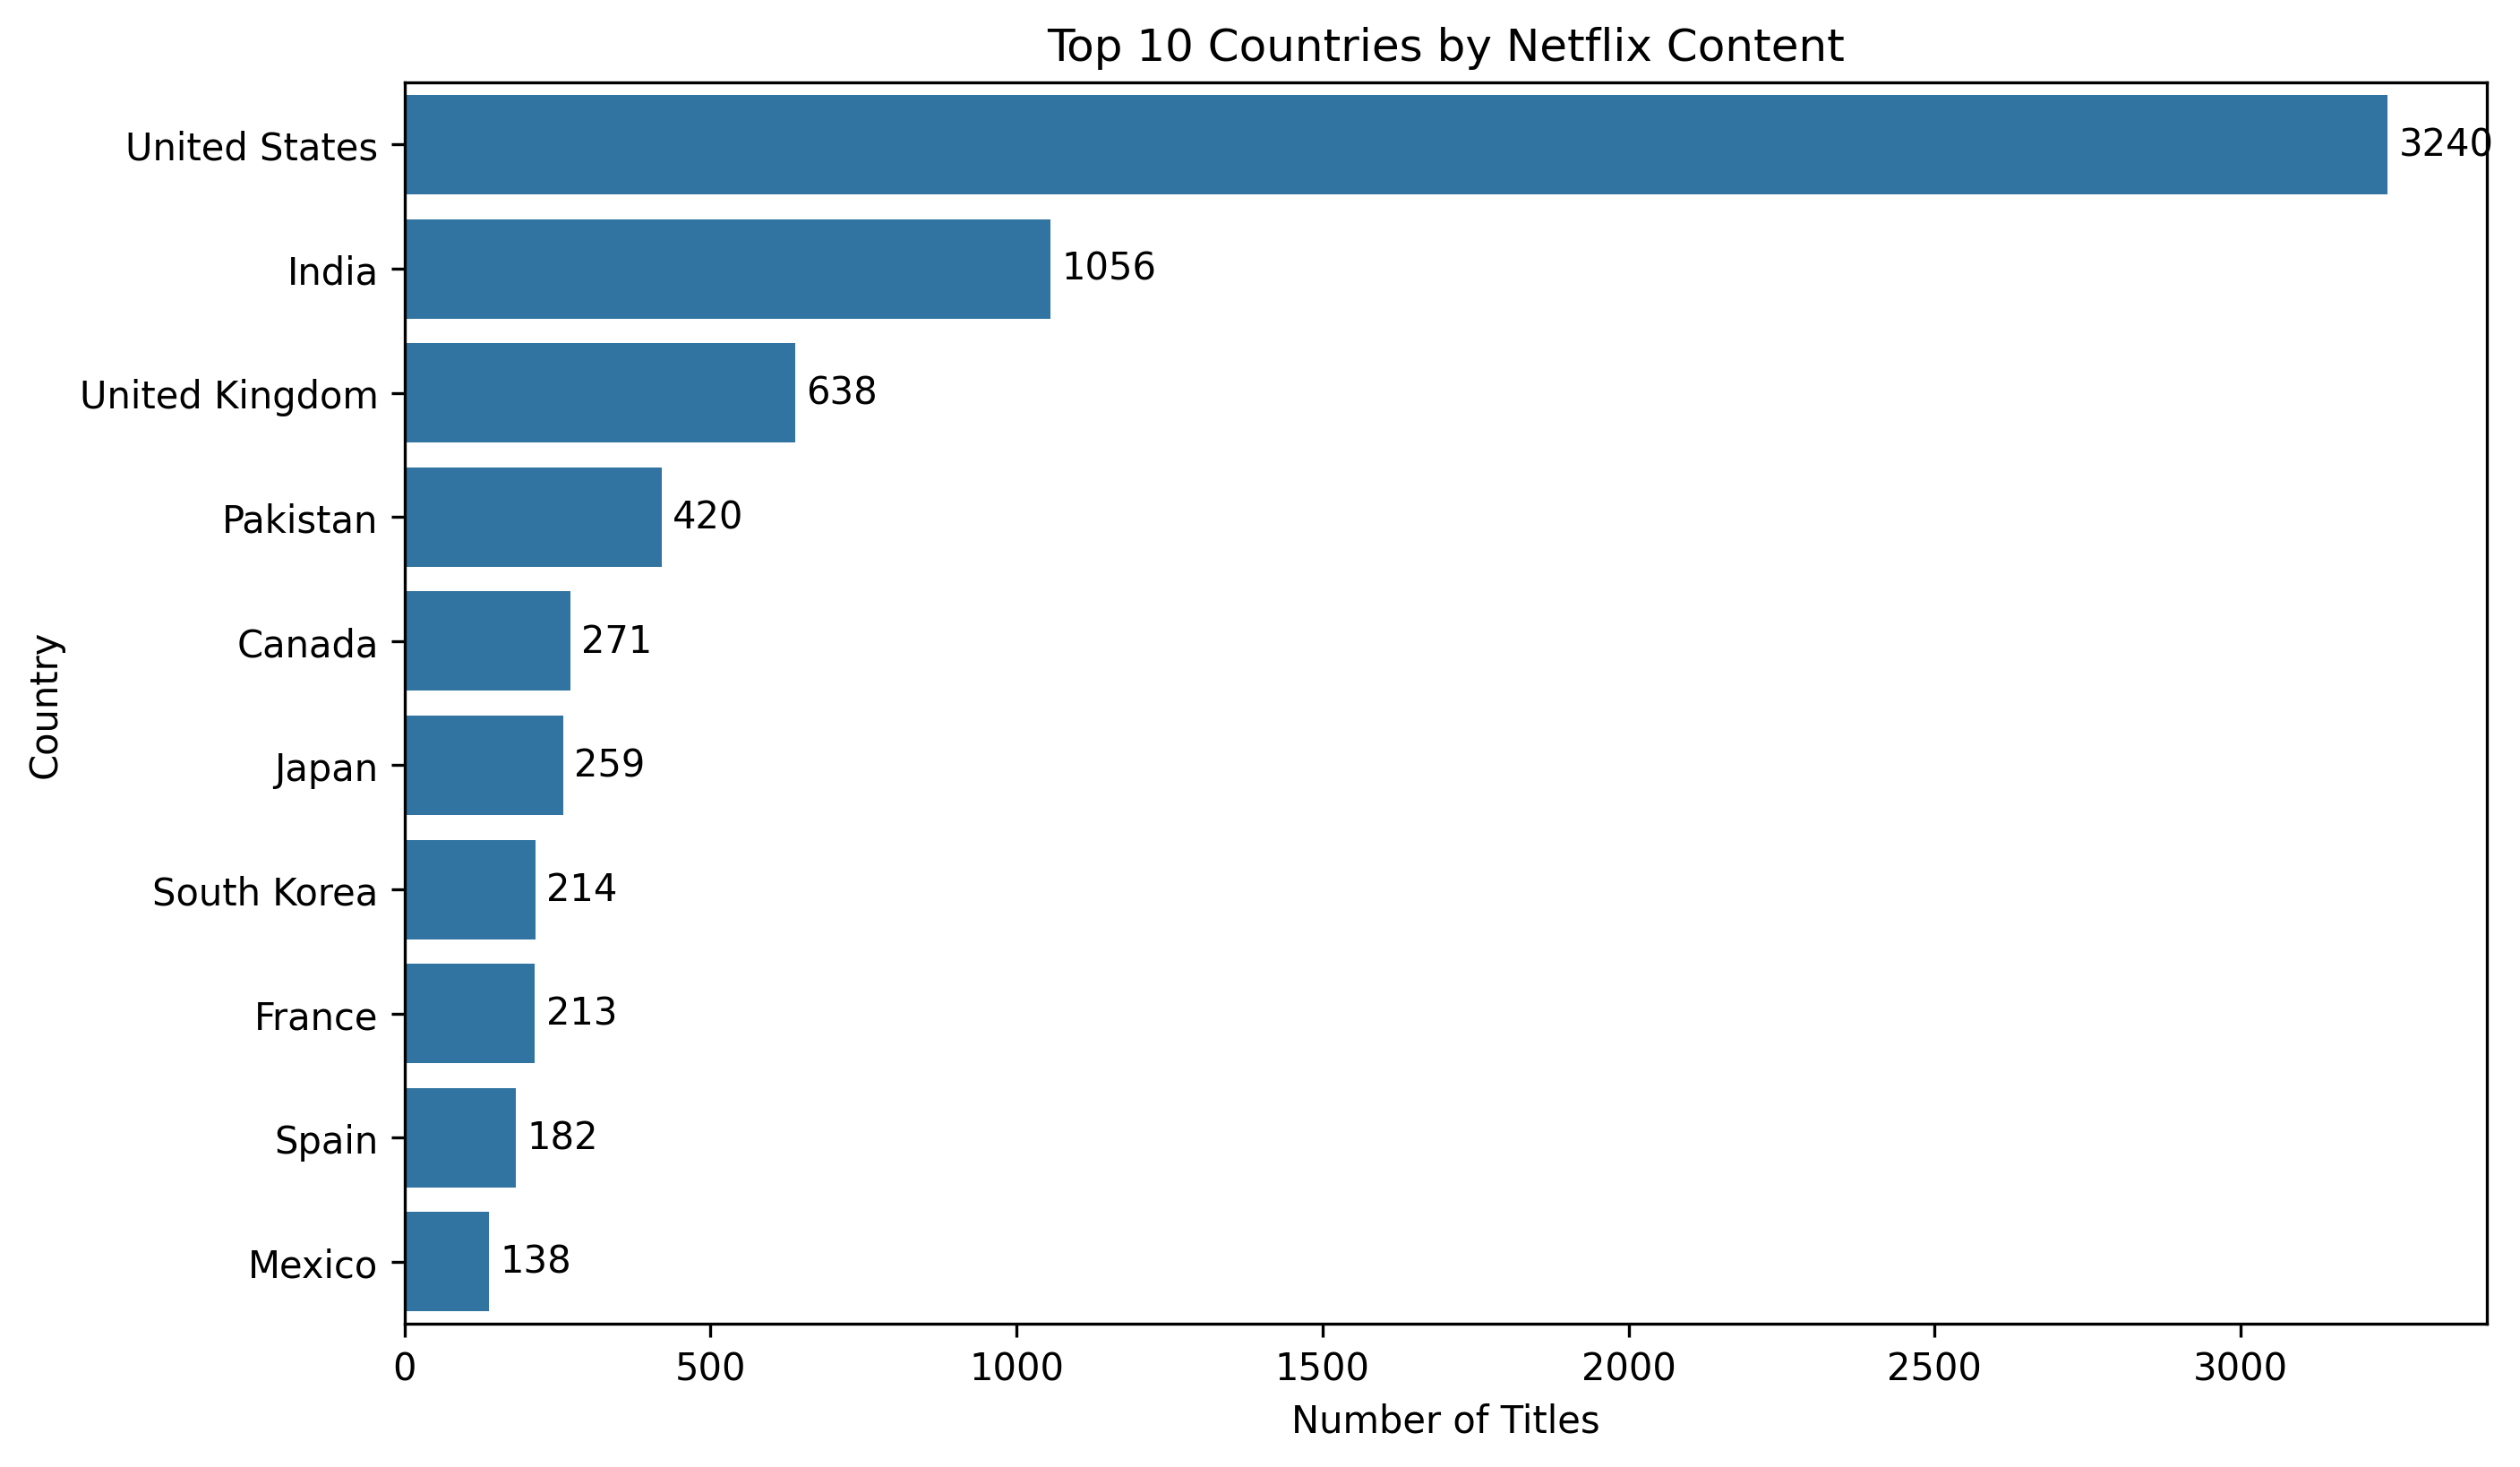 Top 10 Countries by Netflix Content
United States 3240
India 1056
United Kingdom 638
Pakistan 420
Canada 271
Japan 259
South Korea 214
France 213
Spain 182
Mexico 138
Country
0 500 1000 1500 2000 2500 3000
Number of Titles